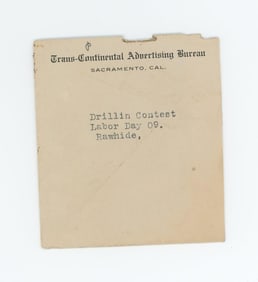 Trans-Continental Advertising Bureau
SACRAMENTO, CAL.
Drillin Contest
Labor Day 09.
Rawhide,